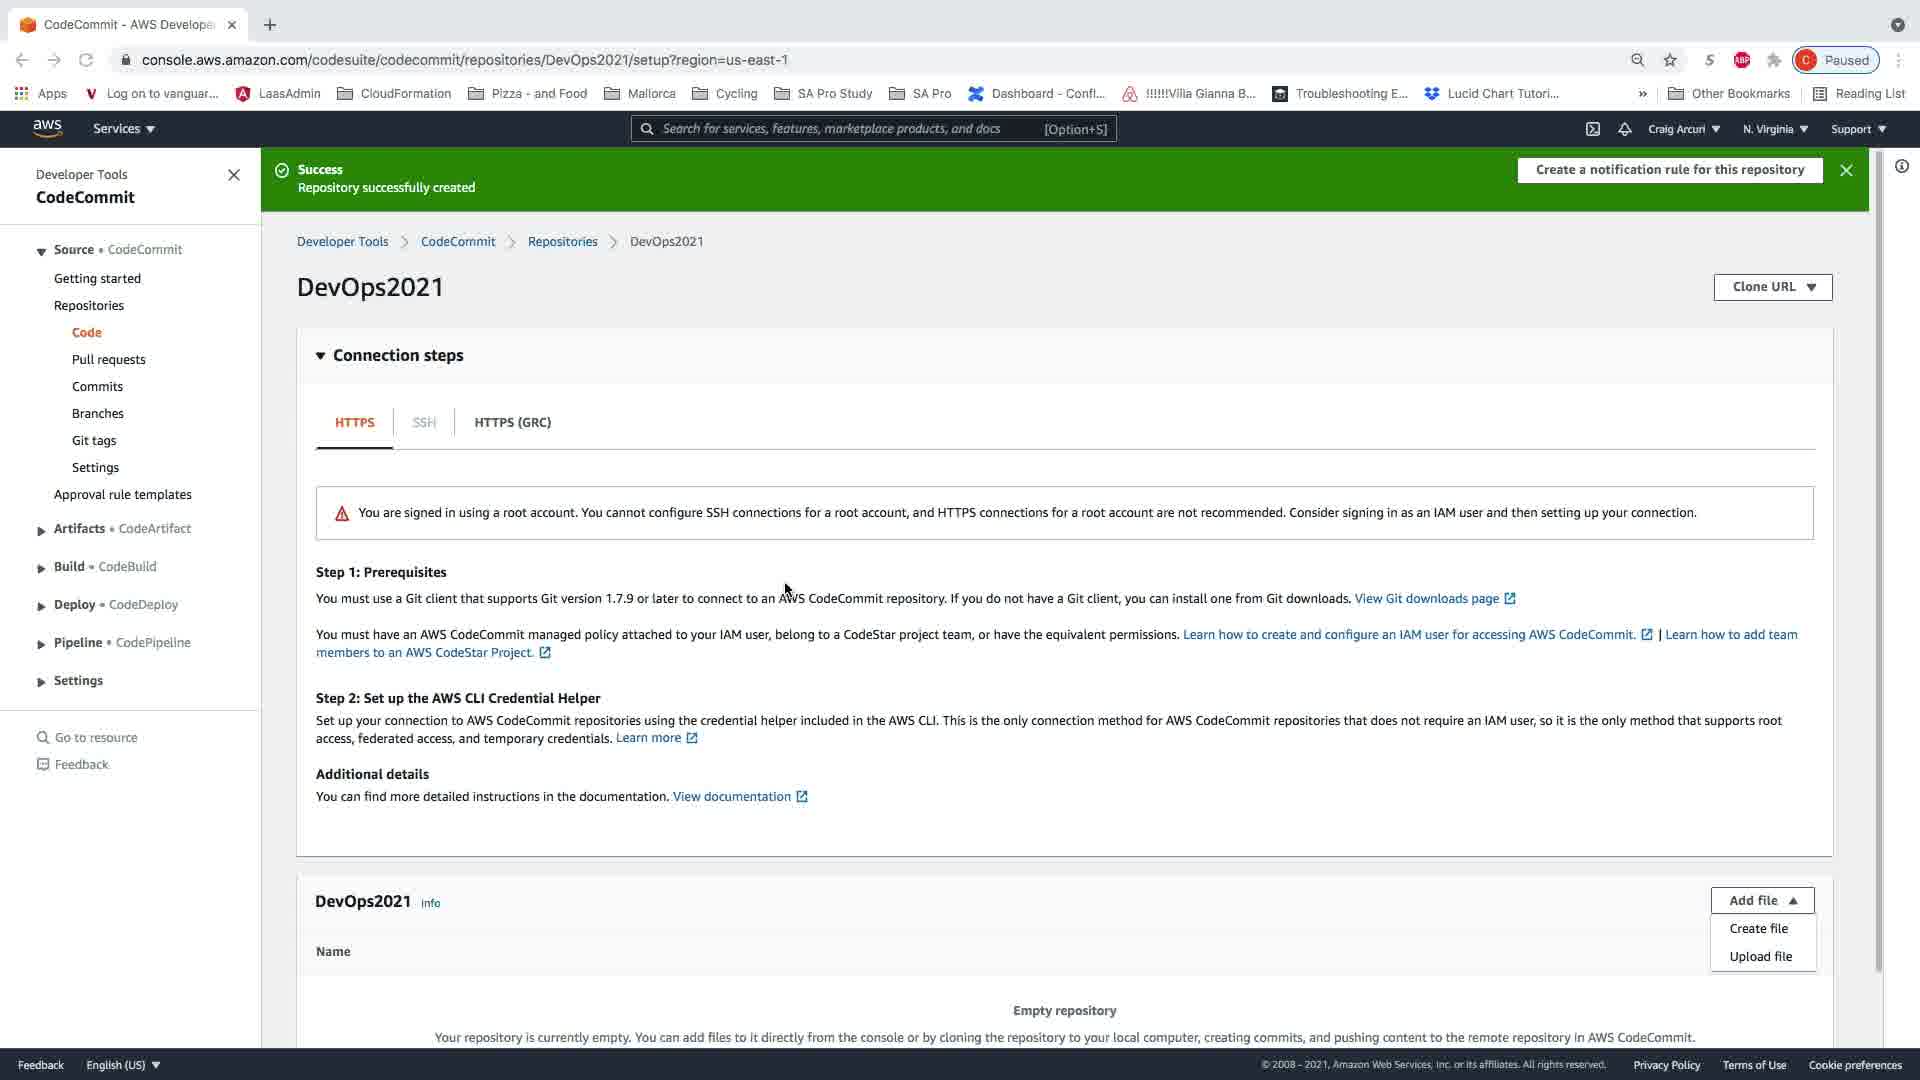 CodeCommit - AWS Develope
console.aws.amazon.com/codesuite/codecommit/repositories/DevOps2021/setup?region=us-east-1
S
ABP
C Paused
Apps
V Log on to vanguar...
LaasAdmin
CloudFormation
Pizza - and Food
Mallorca
Cycling
SA Pro Study
SA Pro
Dashboard - Confl...
!!!!!!Villa Gianna B...
Troubleshooting E...
Lucid Chart Tutori...
»
Other Bookmarks
Reading List
aws
Services
Search for services, features, marketplace products, and docs [Option+S]
Craig Arcuri
N. Virginia
Support
Developer Tools
CodeCommit
Source • CodeCommit
Getting started
Repositories
Code
Pull requests
Commits
Branches
Git tags
Settings
Approval rule templates
Artifacts • CodeArtifact
Build • CodeBuild
Deploy • CodeDeploy
Pipeline • CodePipeline
Settings
Go to resource
Feedback
Success
Repository successfully created
Create a notification rule for this repository
Developer Tools > CodeCommit > Repositories > DevOps2021
DevOps2021
Clone URL
Connection steps
HTTPS
SSH
HTTPS (GRC)
You are signed in using a root account. You cannot configure SSH connections for a root account, and HTTPS connections for a root account are not recommended. Consider signing in as an IAM user and then setting up your connection.
Step 1: Prerequisites
You must use a Git client that supports Git version 1.7.9 or later to connect to an AWS CodeCommit repository. If you do not have a Git client, you can install one from Git downloads. View Git downloads page
You must have an AWS CodeCommit managed policy attached to your IAM user, belong to a CodeStar project team, or have the equivalent permissions. Learn how to create and configure an IAM user for accessing AWS CodeCommit. | Learn how to add team
members to an AWS CodeStar Project.
Step 2: Set up the AWS CLI Credential Helper
Set up your connection to AWS CodeCommit repositories using the credential helper included in the AWS CLI. This is the only connection method for AWS CodeCommit repositories that does not require an IAM user, so it is the only method that supports root
access, federated access, and temporary credentials. Learn more
Additional details
You can find more detailed instructions in the documentation. View documentation
DevOps2021 Info
Add file
Create file
Upload file
Name
Empty repository
Your repository is currently empty. You can add files to it directly from the console or by cloning the repository to your local computer, creating commits, and pushing content to the remote repository in AWS CodeCommit.
Feedback
English (US)
© 2008 - 2021, Amazon Web Services, Inc. or its affiliates. All rights reserved.
Privacy Policy
Terms of Use
Cookie preferences